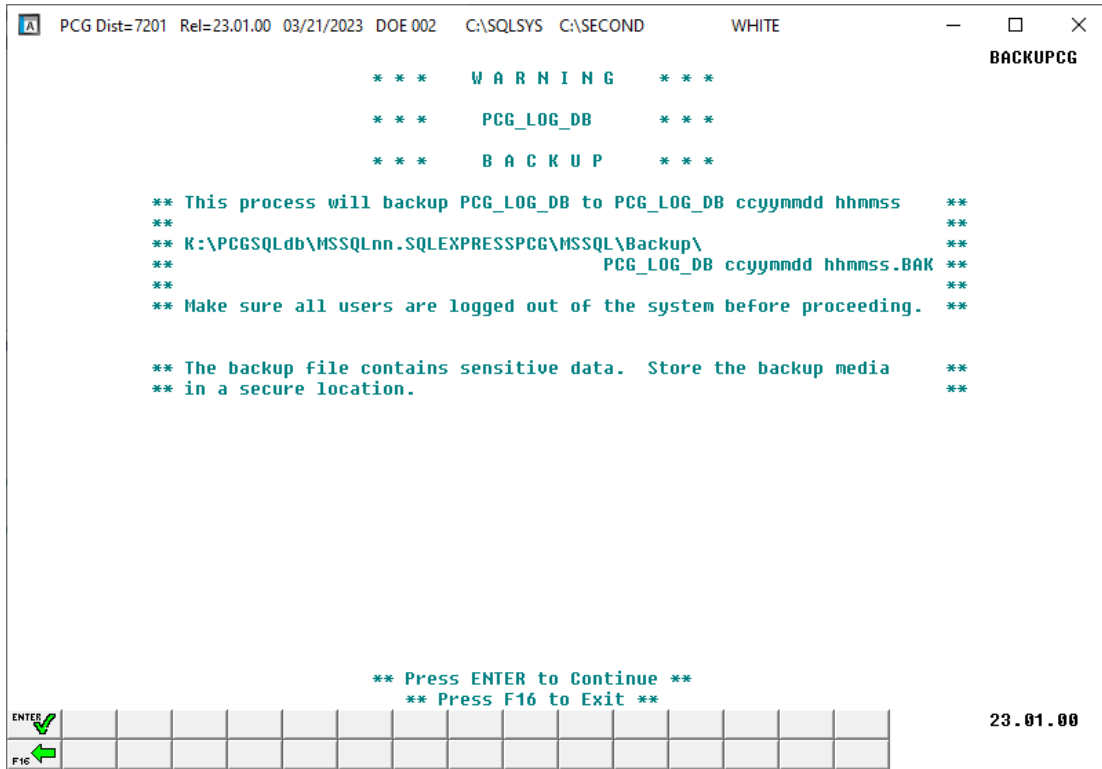 A PCG Dist=7201 Rel=23.01.00 03/21/2023 DOE 002 C:\SQLSYS C:\SECOND WHITE
BACKUPCG
* * * W A R N I N G * * *
* * * PCG_LOG_DB * * *
* * * B A C K U P * * *
** This process will backup PCG_LOG_DB to PCG_LOG_DB ccyymmdd hhmmss **
** **
** K:\PCGSQLdb\MSSQLnn.SQLEXPRESSPCG\MSSQL\Backup\ **
** PCG_LOG_DB ccyymmdd hhmmss.BAK **
** **
** Make sure all users are logged out of the system before proceeding. **
** The backup file contains sensitive data. Store the backup media **
** in a secure location. **
** Press ENTER to Continue **
** Press F16 to Exit **
ENTER
23.01.00
F16